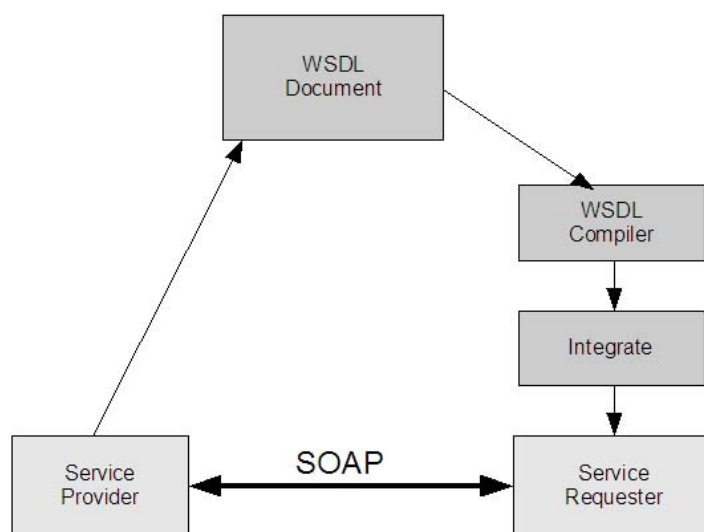 WSDL
Document
WSDL
Compiler
Integrate
SOAP
Service
Provider
Service
Requester